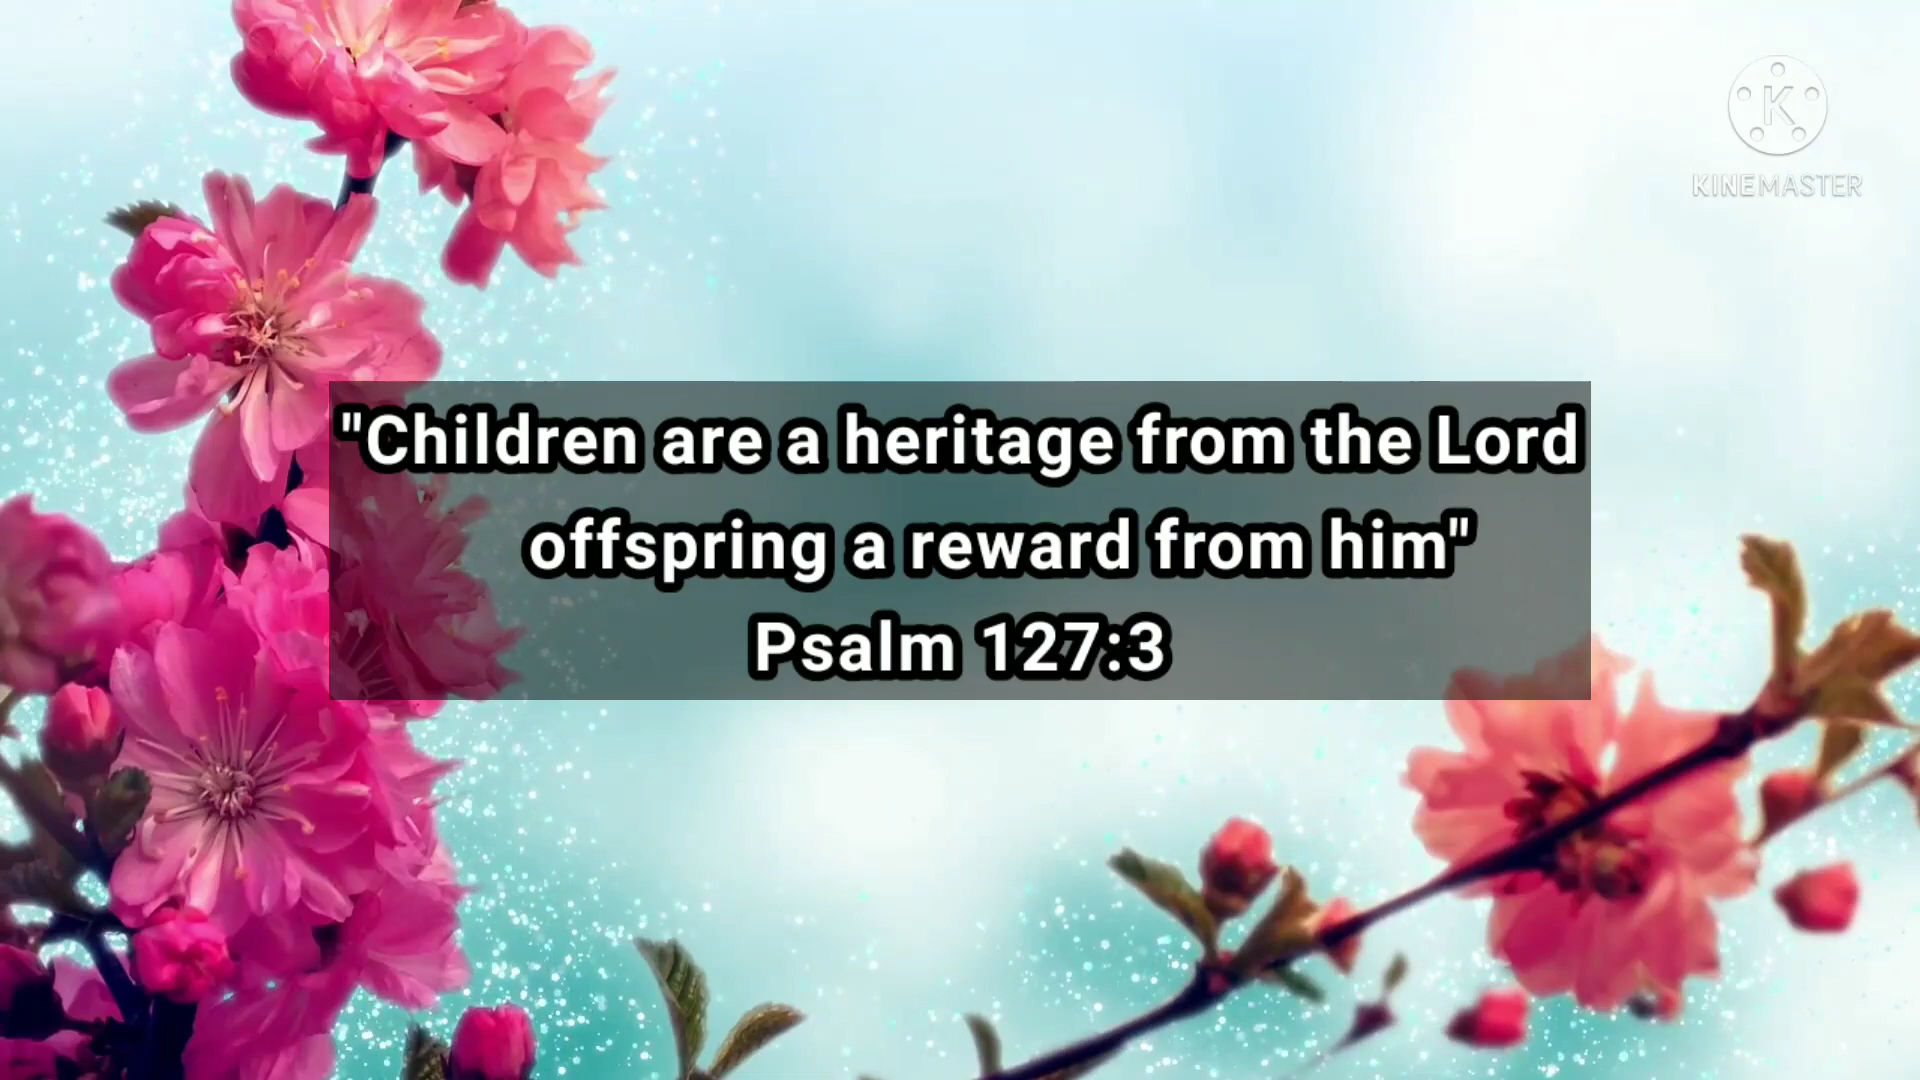 KINEMASTER
"Children are a heritage from the Lord
offspring a reward from him"
Psalm 127:3